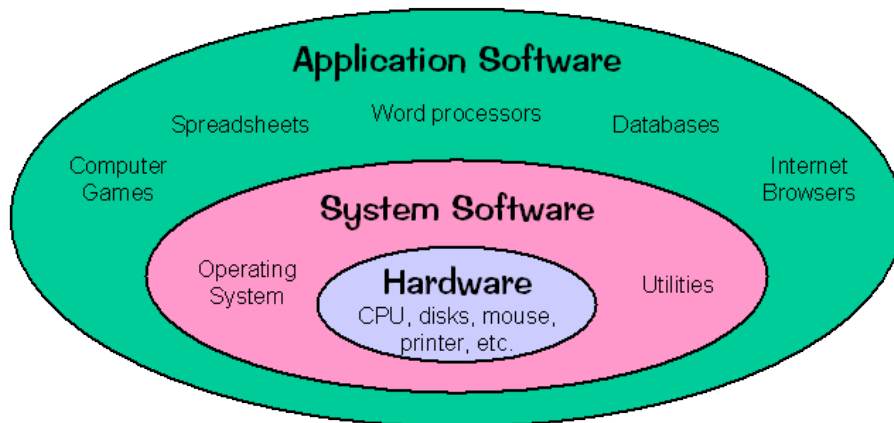 Application Software
Word processors
Spreadsheets
Databases
Computer
Games
Internet
Browsers
System Software
Operating
System
Utilities
Hardware
CPU, disks, mouse,
printer, etc.